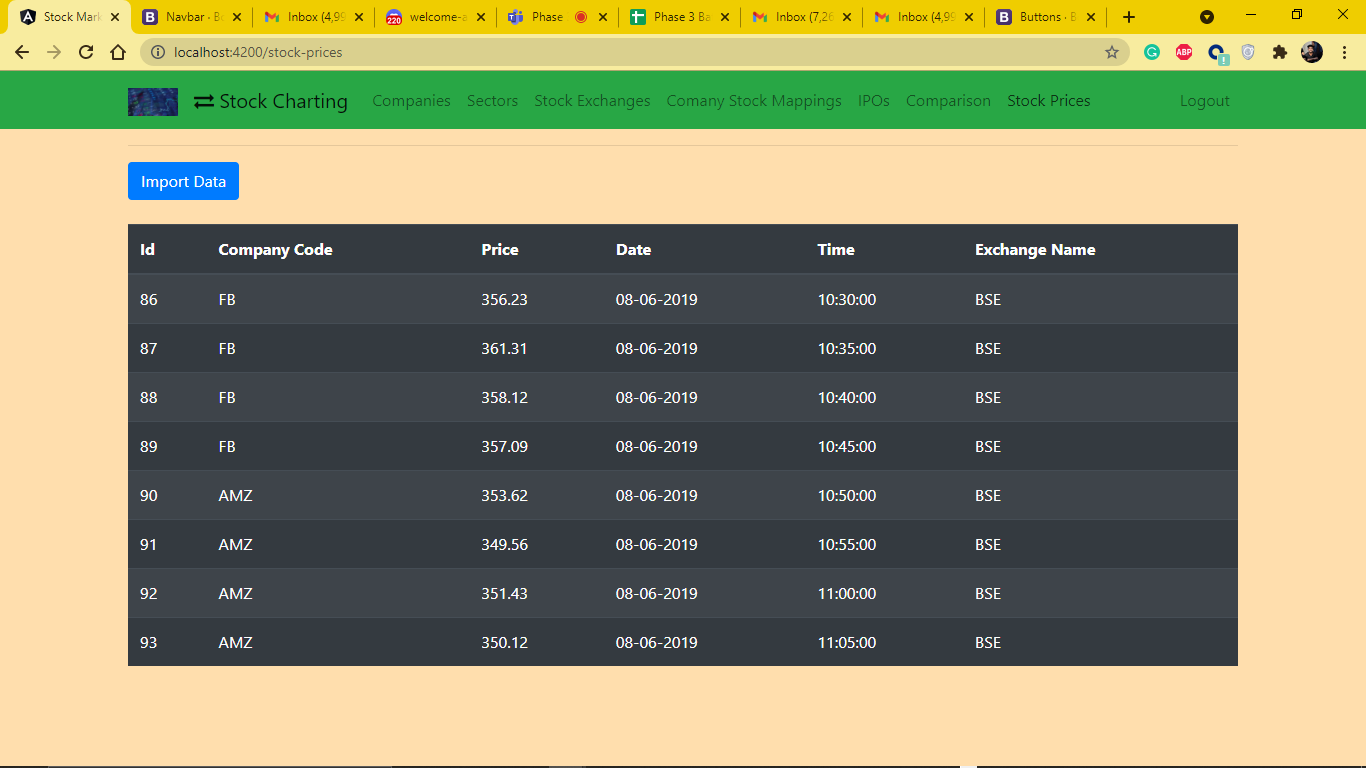 Stock Mark Navbar · Bo Inbox (4,99 welcome-a Phase Phase 3 Ba Inbox (7,26 Inbox (4,99 Buttons · B
localhost:4200/stock-prices ABP
Stock Charting Companies Sectors Stock Exchanges Comany Stock Mappings IPOs Comparison Stock Prices Logout
Import Data
Id Company Code Price Date Time Exchange Name
86 FB 356.23 08-06-2019 10:30:00 BSE
87 FB 361.31 08-06-2019 10:35:00 BSE
88 FB 358.12 08-06-2019 10:40:00 BSE
89 FB 357.09 08-06-2019 10:45:00 BSE
90 AMZ 353.62 08-06-2019 10:50:00 BSE
91 AMZ 349.56 08-06-2019 10:55:00 BSE
92 AMZ 351.43 08-06-2019 11:00:00 BSE
93 AMZ 350.12 08-06-2019 11:05:00 BSE